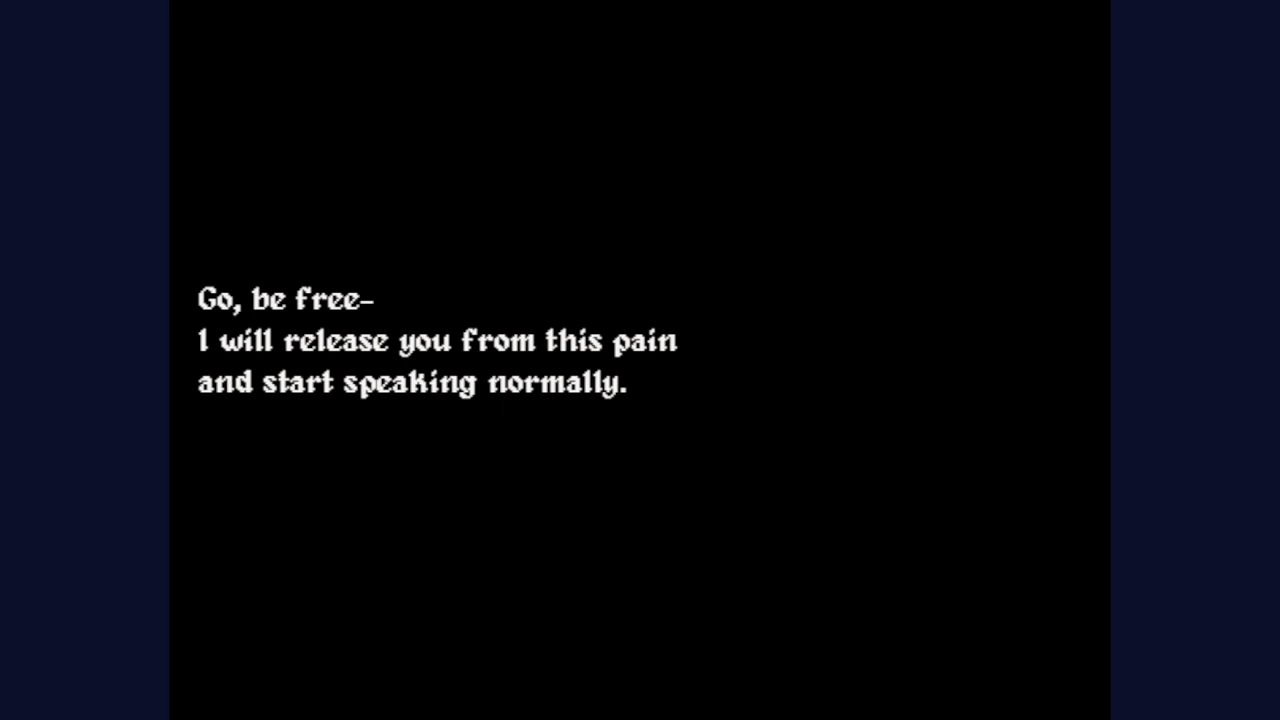 Go, be free-
I will release you from this pain
and start speaking normally.